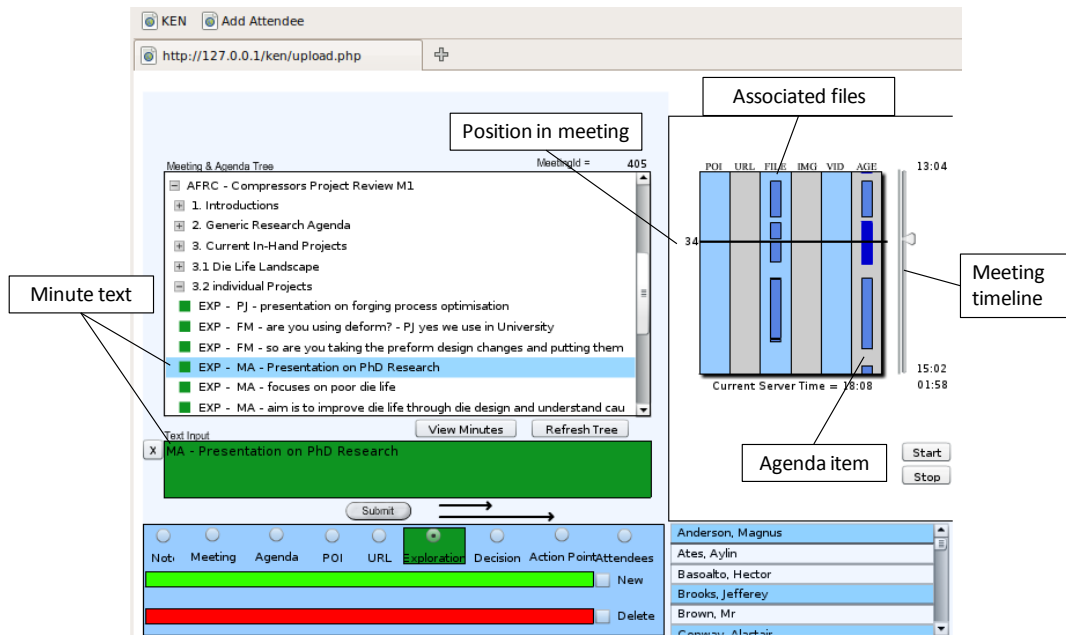 KEN Add Attendee
http://127.0.0.1/ken/upload.php
Associated files
Position in meeting
Meeting & Agenda Tree MeetingId = 405
POI URL FILE IMG VID AGE 13:04
AFRC - Compressors Project Review M1
1. Introductions
2. Generic Research Agenda
3. Current In-Hand Projects
34
3.1 Die Life Landscape
3.2 individual Projects
Minute text
Meeting
timeline
EXP - PJ - presentation on forging process optimisation
EXP - FM - are you using deform? - PJ yes we use in University
EXP - FM - so are you taking the preform design changes and putting them
EXP - MA - Presentation on PhD Research
15:02
EXP - MA - focuses on poor die life
Current Server Time = 18:08 01:58
EXP - MA - aim is to improve die life through die design and understand cau
View Minutes Refresh Tree
Text Input
X MA - Presentation on PhD Research
Agenda item
Start
Stop
Submit
Note Meeting Agenda POI URL Exploration Decision Action Point Attendees
New
Delete
Anderson, Magnus
Ates, Aylin
Basoalto, Hector
Brooks, Jefferey
Brown, Mr
Conway, Alastair